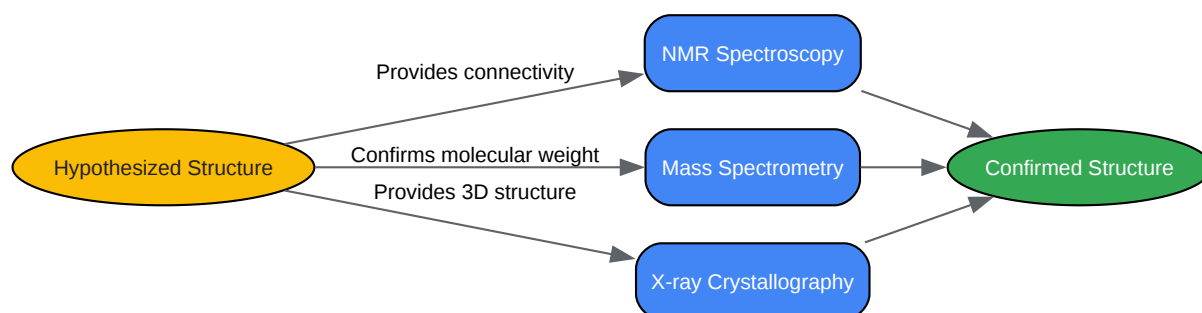 NMR Spectroscopy
Provides connectivity
Hypothesized Structure
Confirms molecular weight
Mass Spectrometry
Confirmed Structure
Provides 3D structure
X-ray Crystallography